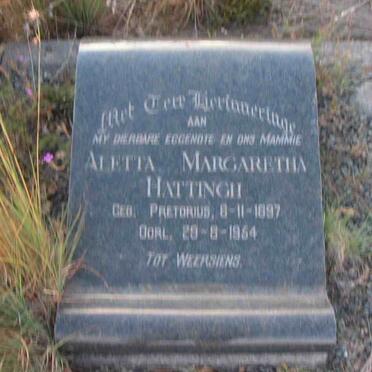 Met Teer Herinneringe
AAN
MY DIERBARE EGGENOTE EN ONS MAMMIE
ALETTA MARGARETHA
HATTINGH
GEB. PRETORIUS, 8-11-1897
OORL. 29-8-1954
TOT WEERSIENS.